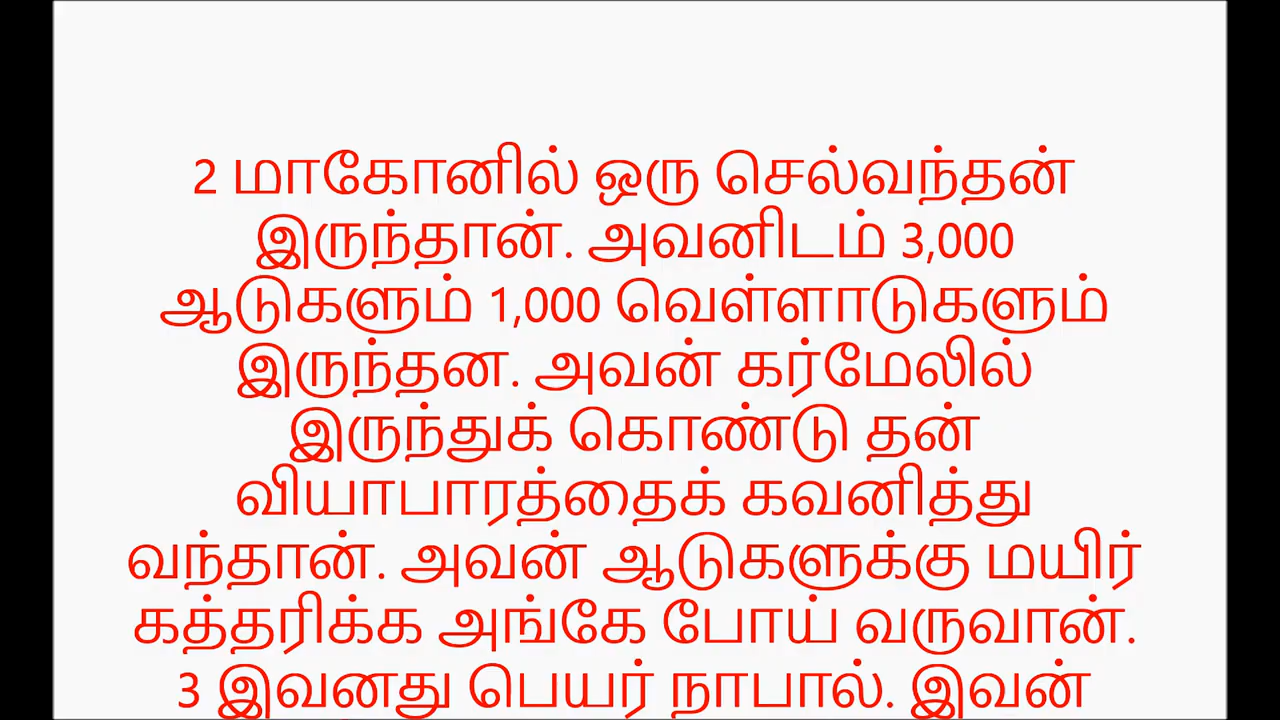 2 மாகோனில் ஒரு செல்வந்தன்
இருந்தான். அவனிடம் 3,000
ஆடுகளும் 1,000 வெள்ளாடுகளும்
இருந்தன. அவன் கர்மேலில்
இருந்துக் கொண்டு தன்
வியாபாரத்தைக் கவனித்து
வந்தான். அவன் ஆடுகளுக்கு மயிர்
கத்தரிக்க அங்கே போய் வருவான்.
3 இவனது பெயர் நாபால். இவன்